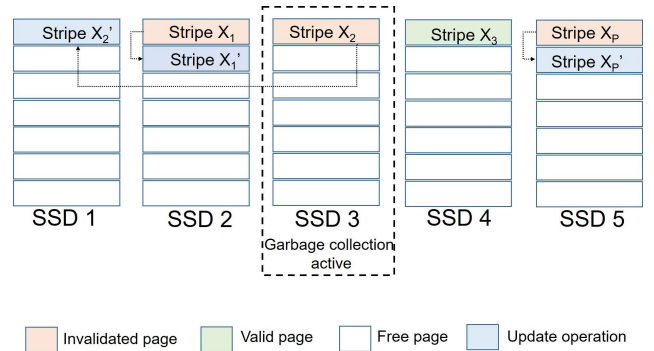 Stripe X2’ Stripe X1 Stripe X2 Stripe X3 Stripe XP
Stripe X1’ Stripe XP’
SSD 1 SSD 2 SSD 3 SSD 4 SSD 5
Garbage collection
active
Invalidated page Valid page Free page Update operation